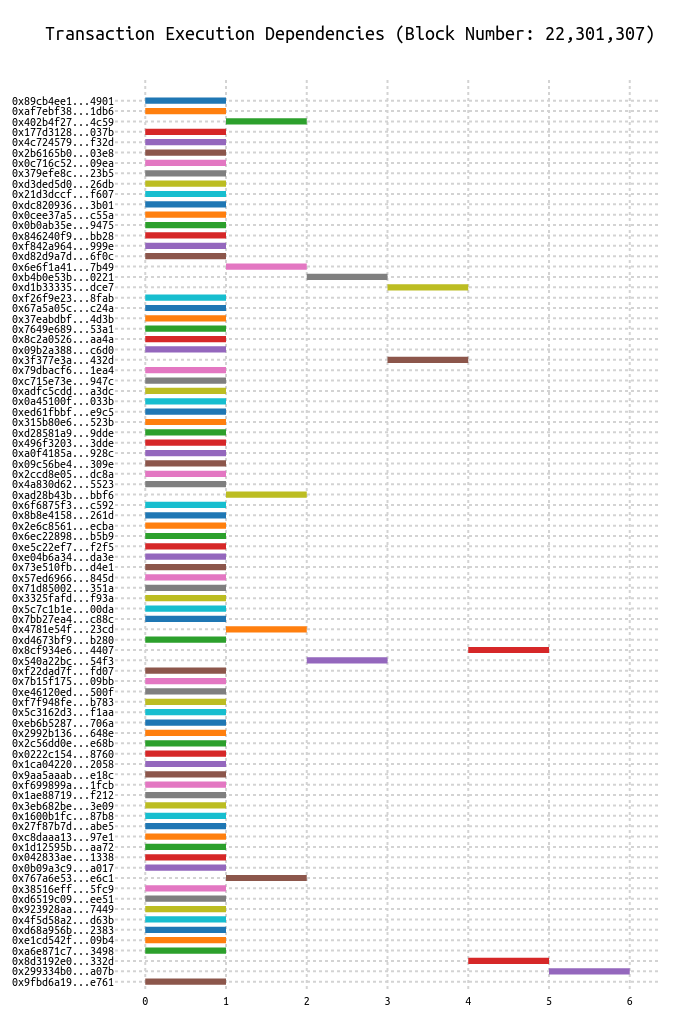 Transaction Execution Dependencies (Block Number: 22,301,307)
0x89cb4ee1...4901
0xaf7ebf38...1db6
0x402b4f27...4c59
0x177d3128...037b
0x4c724579...f32d
0x2b6165b0...03e8
0x0c716c52...09ea
0x379efe8c...23b5
0xd3ded5d0...26db
0x21d3dccf...f607
0xdc820936...3b01
0x0cee37a5...c55a
0x0b0ab35e...9475
0x846240f9...bb28
0xf842a964...999e
0xd82d9a7d...6f0c
0x6e6f1a41...7b49
0xb4b0e53b...0221
0xd1b33335...dce7
0xf26f9e23...8fab
0x67a5a05c...c24a
0x37eabdbf...4d3b
0x7649e689...53a1
0x8c2a0526...aa4a
0x09b2a388...c6d0
0x3f377e3a...432d
0x79dbacf6...1ea4
0xc715e73e...947c
0xadfc5cdd...a3dc
0x0a45100f...033b
0xed61fbbf...e9c5
0x315b80e6...523b
0xd28581a9...9dde
0x496f3203...3dde
0xa0f4185a...928c
0x09c56be4...309e
0x2ccd8e05...dc8a
0x4a830d62...5523
0xad28b43b...bbf6
0x6f6875f3...c592
0x8b8e4158...261d
0x2e6c8561...ecba
0x6ec22898...b5b9
0xe5c22ef7...f2f5
0xe04b6a34...da3e
0x73e510fb...d4e1
0x57ed6966...845d
0x71d85002...351a
0x3325fafd...f93a
0x5c7c1b1e...00da
0x7bb27ea4...c88c
0x4781e54f...23cd
0xd4673bf9...b280
0x8cf934e6...4407
0x540a22bc...54f3
0xf22dad7f...fd07
0x7b15f175...09bb
0xe46120ed...500f
0xf7f948fe...b783
0x5c3162d3...f1aa
0xeb6b5287...706a
0x2992b136...648e
0x2c56dd0e...e68b
0x0222c154...8760
0x1ca04220...2058
0x9aa5aaab...e18c
0xf699899a...1fcb
0x1ae88719...f212
0x3eb682be...3e09
0x1600b1fc...87b8
0x27f87b7d...abe5
0xc8daaa13...97e1
0x1d12595b...aa72
0x042833ae...1338
0x0b09a3c9...a017
0x767a6e53...e6c1
0x38516eff...5fc9
0xd6519c09...ee51
0x923928aa...7449
0x4f5d58a2...d63b
0xd68a956b...2383
0xe1cd542f...09b4
0xa6e871c7...3498
0x8d3192e0...332d
0x299334b0...a07b
0x9fbd6a19...e761
0 1 2 3 4 5 6